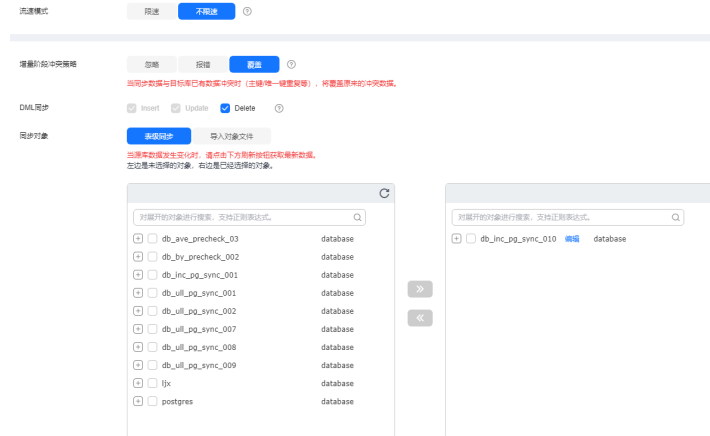 流速模式 限速 不限速
增量阶段冲突策略 忽略 报错 覆盖
当同步数据与目标库已有数据冲突时（主键/唯一键重复等），将覆盖原来的冲突数据。
DML同步 Insert Update Delete
同步对象 表级同步 导入对象文件
当源库数据发生变化时，请点击下方刷新按钮获取最新数据。
左边是未选择的对象，右边是已经选择的对象。
对展开的对象进行搜索，支持正则表达式。
db_ave_precheck_03 database
db_by_precheck_002 database
db_inc_pg_sync_001 database
db_ull_pg_sync_001 database
db_ull_pg_sync_002 database
db_ull_pg_sync_007 database
db_ull_pg_sync_008 database
db_ull_pg_sync_009 database
ljx database
postgres database
对展开的对象进行搜索，支持正则表达式。
db_inc_pg_sync_010 编辑 database